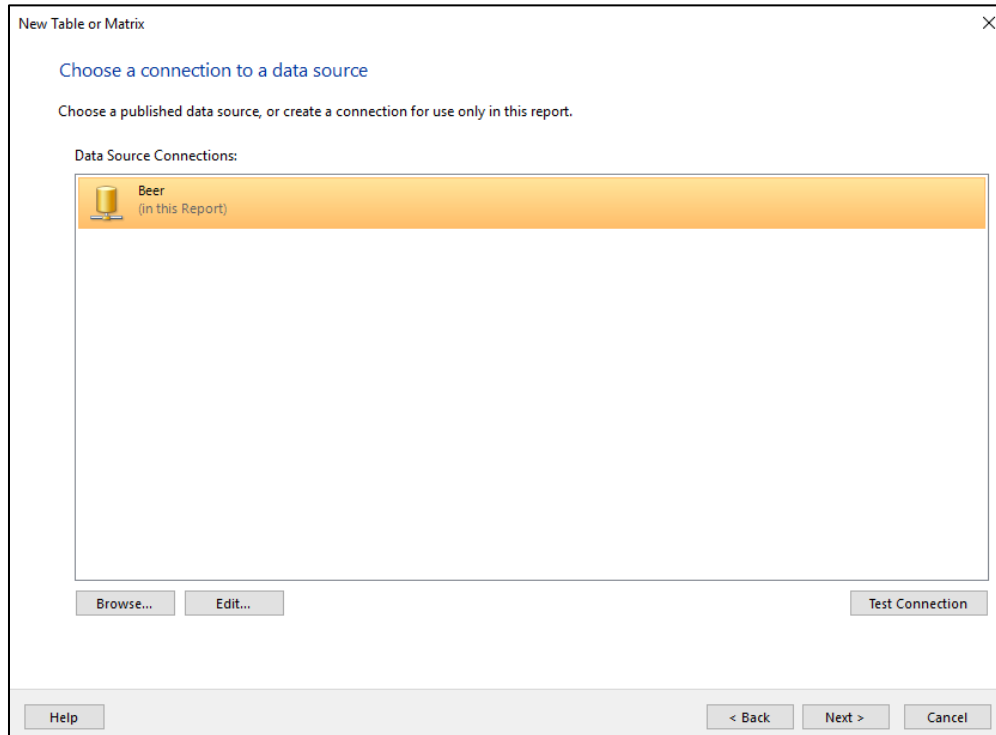 New Table or Matrix
Choose a connection to a data source
Choose a published data source, or create a connection for use only in this report.
Data Source Connections:
Beer
(in this Report)
Browse... Edit... Test Connection
Help < Back Next > Cancel